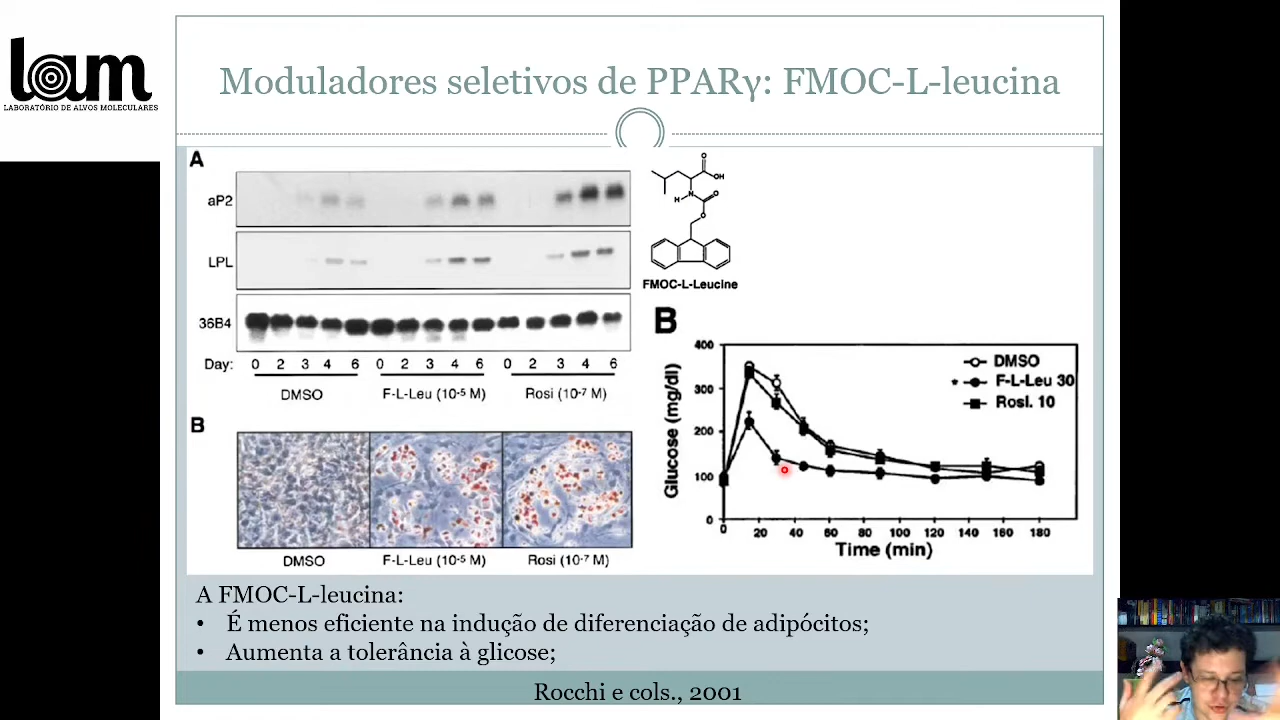 lam
LABORATÓRIO DE ALVOS MOLECULARES
Moduladores seletivos de PPARγ: FMOC-L-leucina
A
aP2
LPL
36B4
Day: 0 2 3 4 6 0 2 3 4 6 0 2 3 4 6
DMSO F-L-Leu (10-5 M) Rosi (10-7 M)
B
DMSO F-L-Leu (10-5 M) Rosi (10-7 M)
O
OH
N
H
O
O
FMOC-L-Leucine
B
Glucose (mg/dl)
400
300
200
100
0
DMSO
* F-L-Leu 30
Rosl. 10
0 20 40 60 80 100 120 140 160 180
Time (min)
A FMOC-L-leucina:
• É menos eficiente na indução de diferenciação de adipócitos;
• Aumenta a tolerância à glicose;
Rocchi e cols., 2001